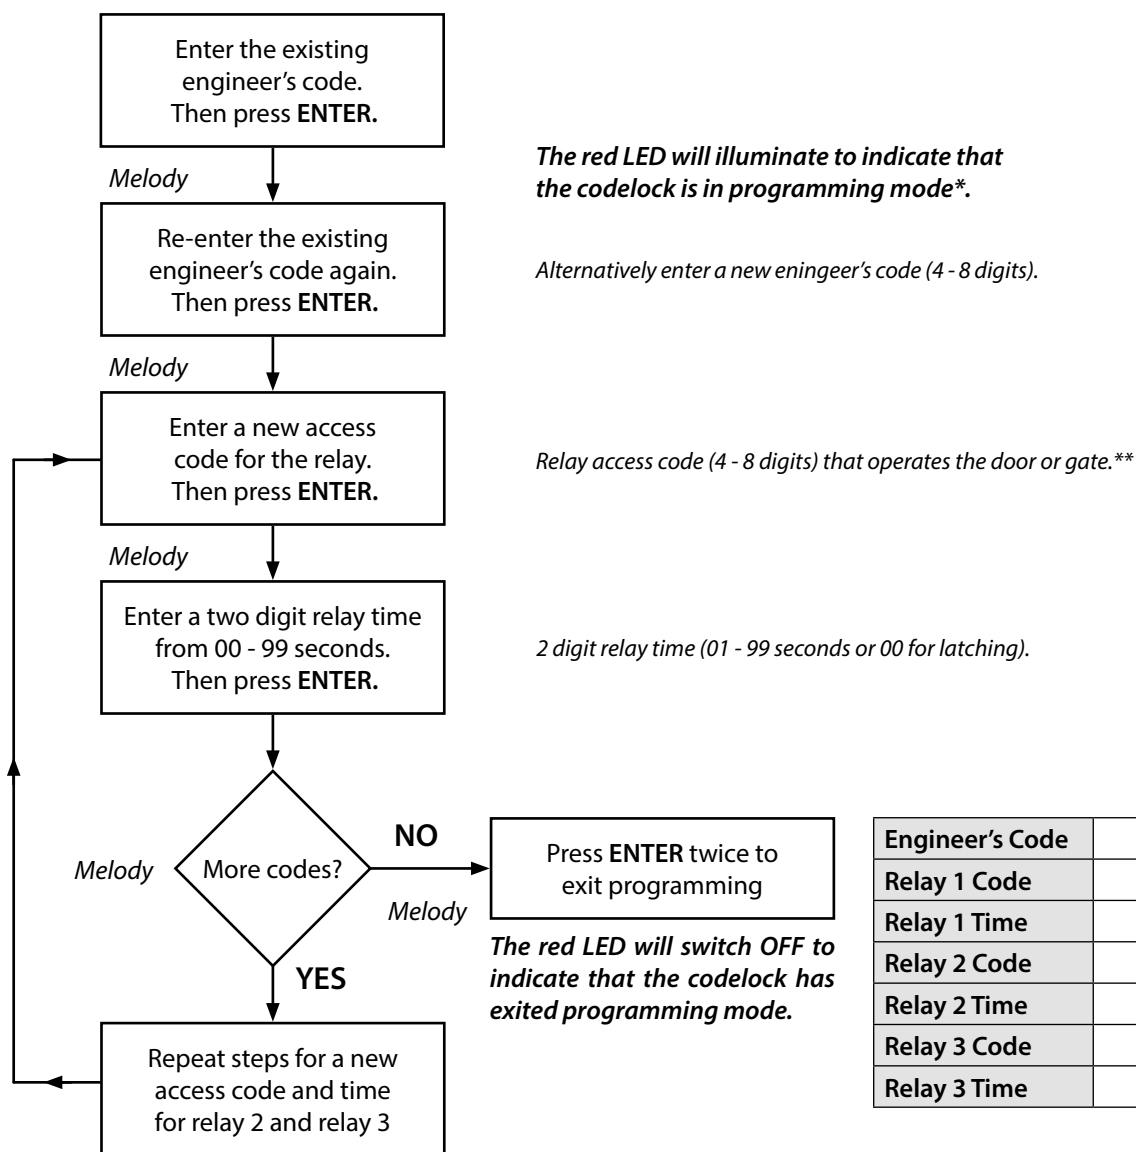 Enter the existing
engineer’s code.
Then press ENTER.
Melody
The red LED will illuminate to indicate that
the codelock is in programming mode*.
Re-enter the existing
engineer’s code again.
Then press ENTER.
Alternatively enter a new eningeer’s code (4 - 8 digits).
Melody
Enter a new access
code for the relay.
Then press ENTER.
Relay access code (4 - 8 digits) that operates the door or gate.**
Melody
Enter a two digit relay time
from 00 - 99 seconds.
Then press ENTER.
2 digit relay time (01 - 99 seconds or 00 for latching).
Melody
More codes?
NO
Melody
Press ENTER twice to
exit programming
The red LED will switch OFF to
indicate that the codelock has
exited programming mode.
YES
Repeat steps for a new
access code and time
for relay 2 and relay 3
Engineer’s Code
Relay 1 Code
Relay 1 Time
Relay 2 Code
Relay 2 Time
Relay 3 Code
Relay 3 Time